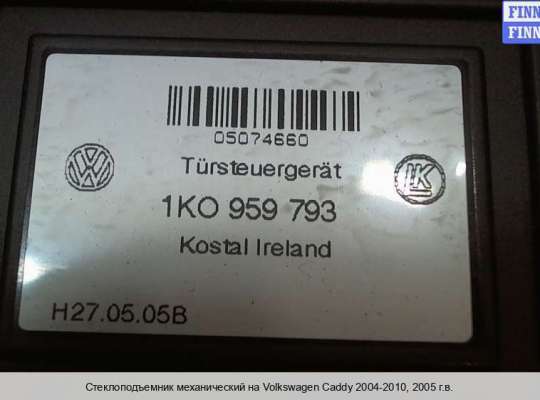 FINN
FINN
05074660
Türsteuergerät
1K0 959 793
Kostal Ireland
H27.05.05B
Стеклоподъемник механический на Volkswagen Caddy 2004-2010, 2005 г.в.